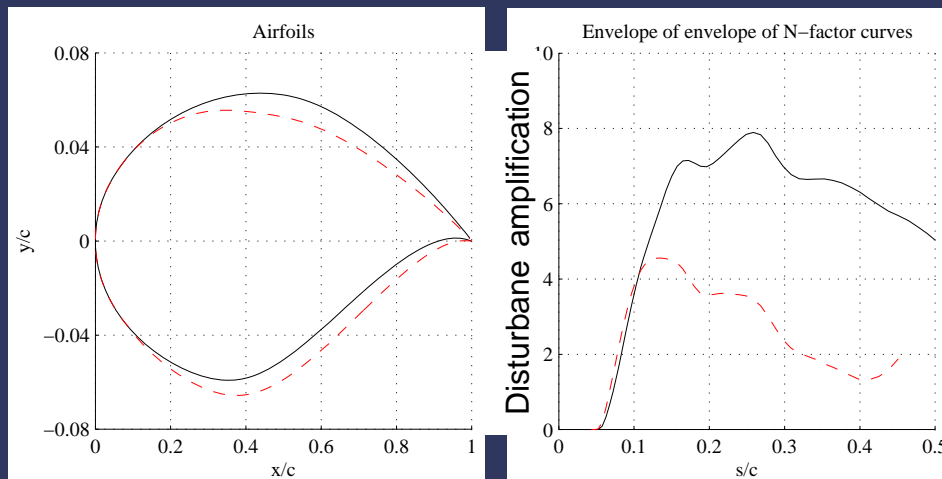 Airfoils
0.08
0.04
0
−0.04
−0.08
y/c
0 0.2 0.4 0.6 0.8 1
x/c
Envelope of envelope of N−factor curves
Disturbane amplification
10
8
6
4
2
0
0 0.1 0.2 0.3 0.4 0.5
s/c